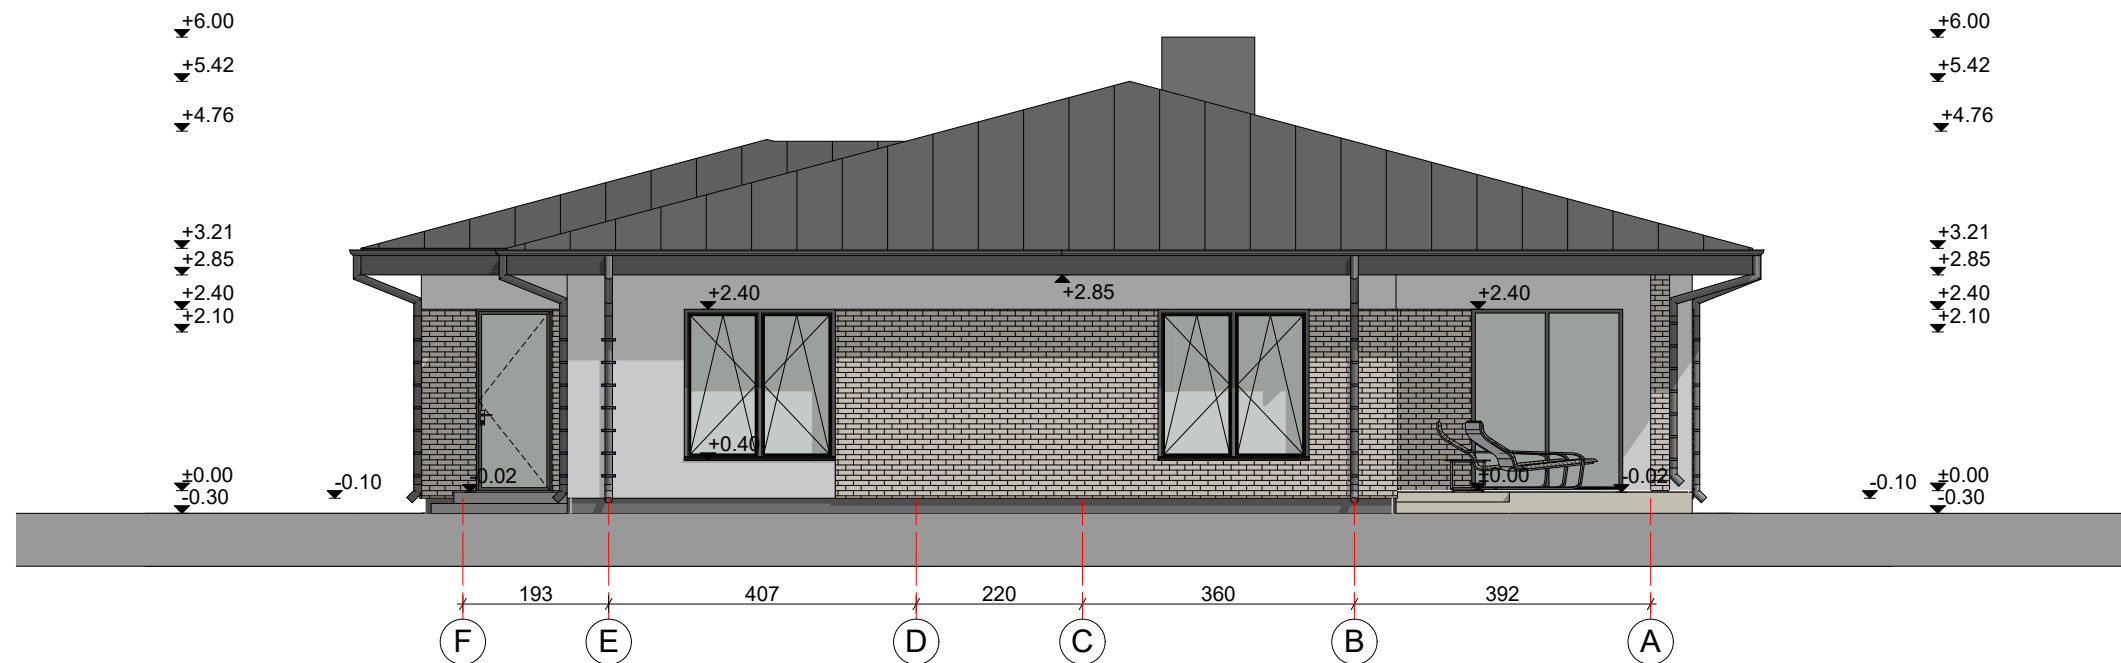 +6.00 +6.00
+5.42 +5.42
+4.76 +4.76
+3.21 +3.21
+2.85 +2.85
+2.40 +2.40 +2.85 +2.40 +2.40
+2.10 +2.10
+0.40
±0.00 -0.10 -0.02 ±0.00 -0.02 -0.10 ±0.00
-0.30 -0.30
193 407 220 360 392
F E D C B A